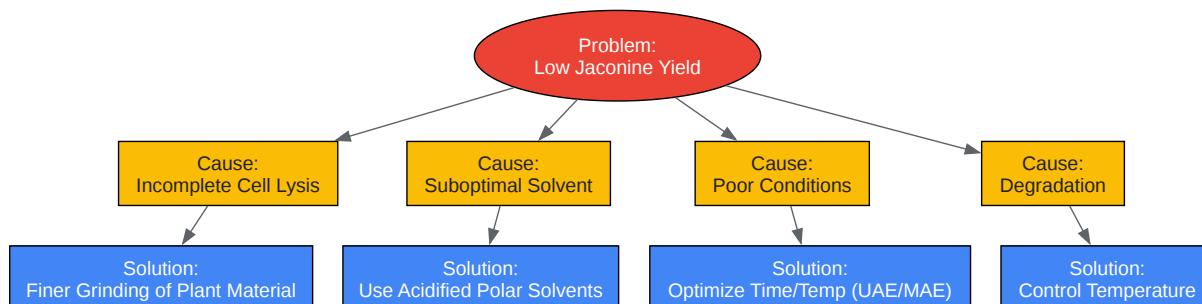 Problem:
Low Jaconine Yield
Cause:
Incomplete Cell Lysis
Cause:
Suboptimal Solvent
Cause:
Poor Conditions
Cause:
Degradation
Solution:
Finer Grinding of Plant Material
Solution:
Use Acidified Polar Solvents
Solution:
Optimize Time/Temp (UAE/MAE)
Solution:
Control Temperature